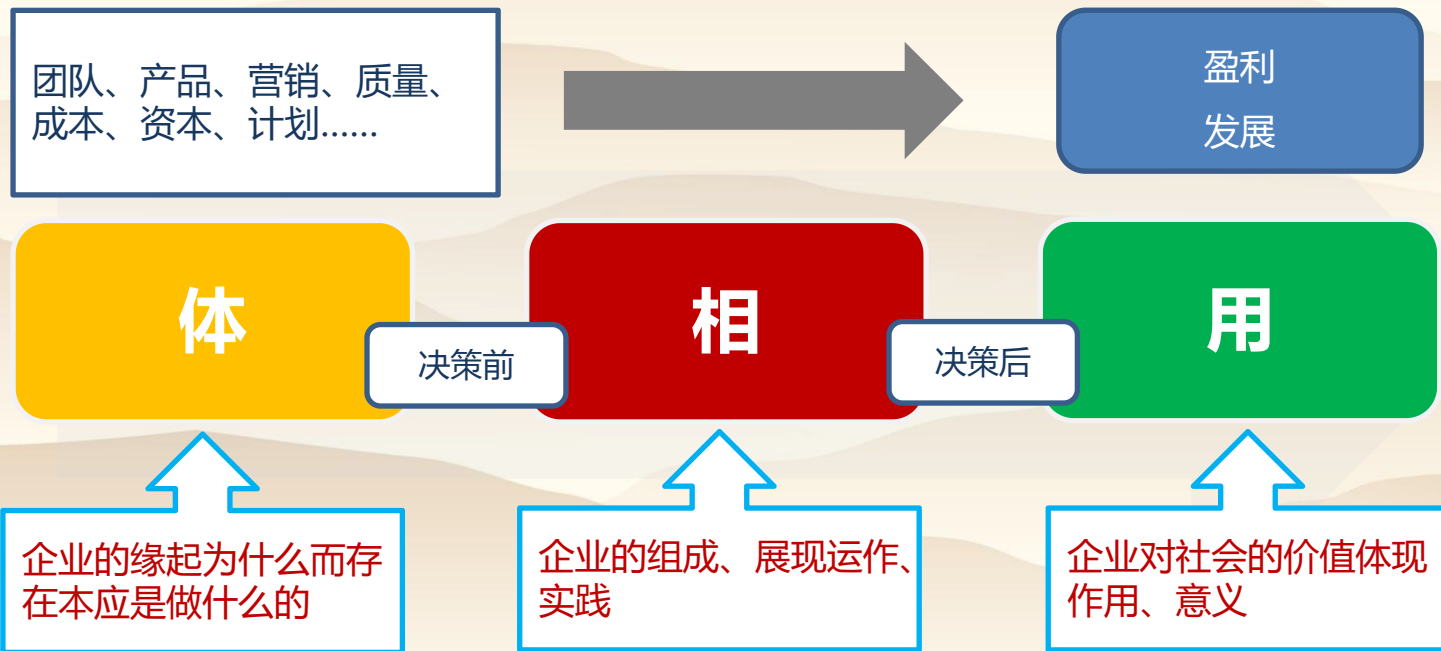 团队、产品、营销、质量、
成本、资本、计划……
盈利
发展
体
决策前
相
决策后
用
企业的缘起为什么而存
在本应是做什么的
企业的组成、展现运作、
实践
企业对社会的价值体现
作用、意义